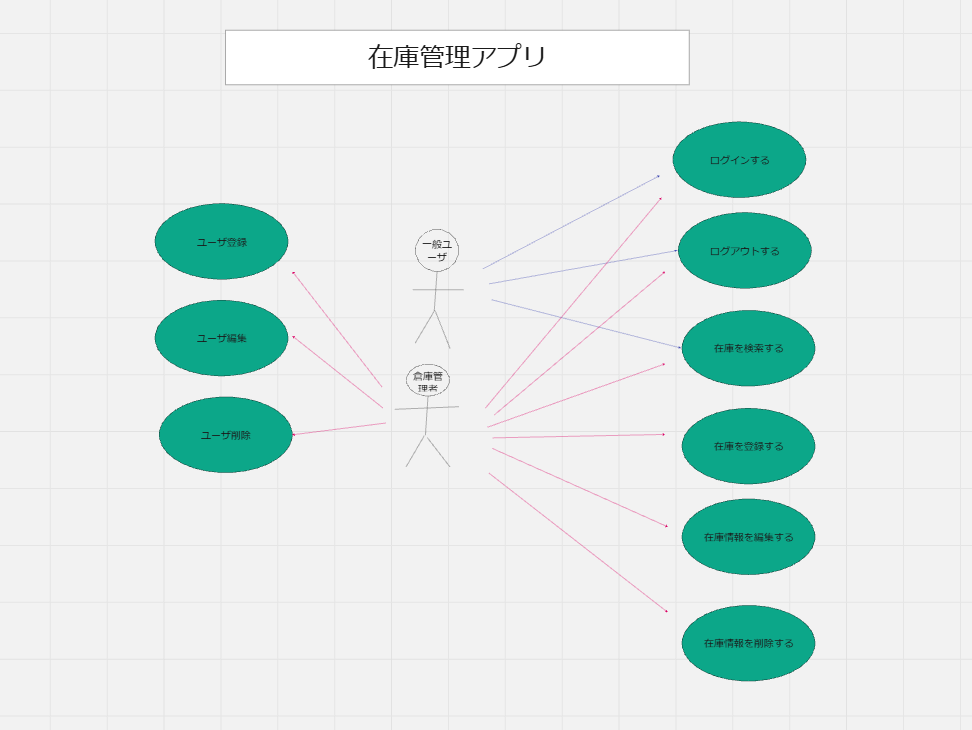 在庫管理アプリ
ログインする
ログアウトする
在庫を検索する
在庫を登録する
在庫情報を編集する
在庫情報を削除する
一般ユ
ーザ
倉庫管
理者
ユーザ登録
ユーザ編集
ユーザ削除